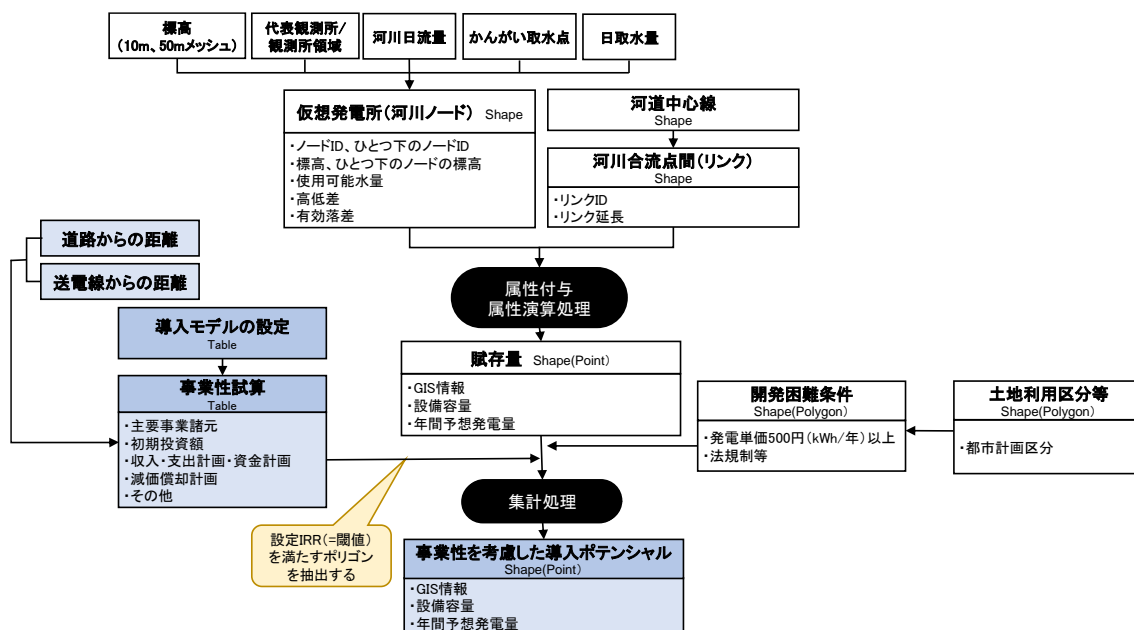 標高
(10m、50mメッシュ)
代表観測所/
観測所領域
河川日流量
かんがい取水点
日取水量
仮想発電所(河川ノード) Shape
・ノードID、ひとつ下のノードID
・標高、ひとつ下のノードの標高
・使用可能水量
・高低差
・有効落差
河道中心線
Shape
河川合流点間(リンク)
Shape
・リンクID
・リンク延長
道路からの距離
送電線からの距離
属性付与
属性演算処理
導入モデルの設定
Table
事業性試算
Table
・主要事業諸元
・初期投資額
・収入・支出計画・資金計画
・減価償却計画
・その他
賦存量 Shape(Point)
・GIS情報
・設備容量
・年間予想発電量
開発困難条件
Shape(Polygon)
・発電単価500円(kWh/年)以上
・法規制等
土地利用区分等
Shape(Polygon)
・都市計画区分
集計処理
設定IRR(=閾値)
を満たすポリゴン
を抽出する
事業性を考慮した導入ポテンシャル
Shape(Point)
・GIS情報
・設備容量
・年間予想発電量